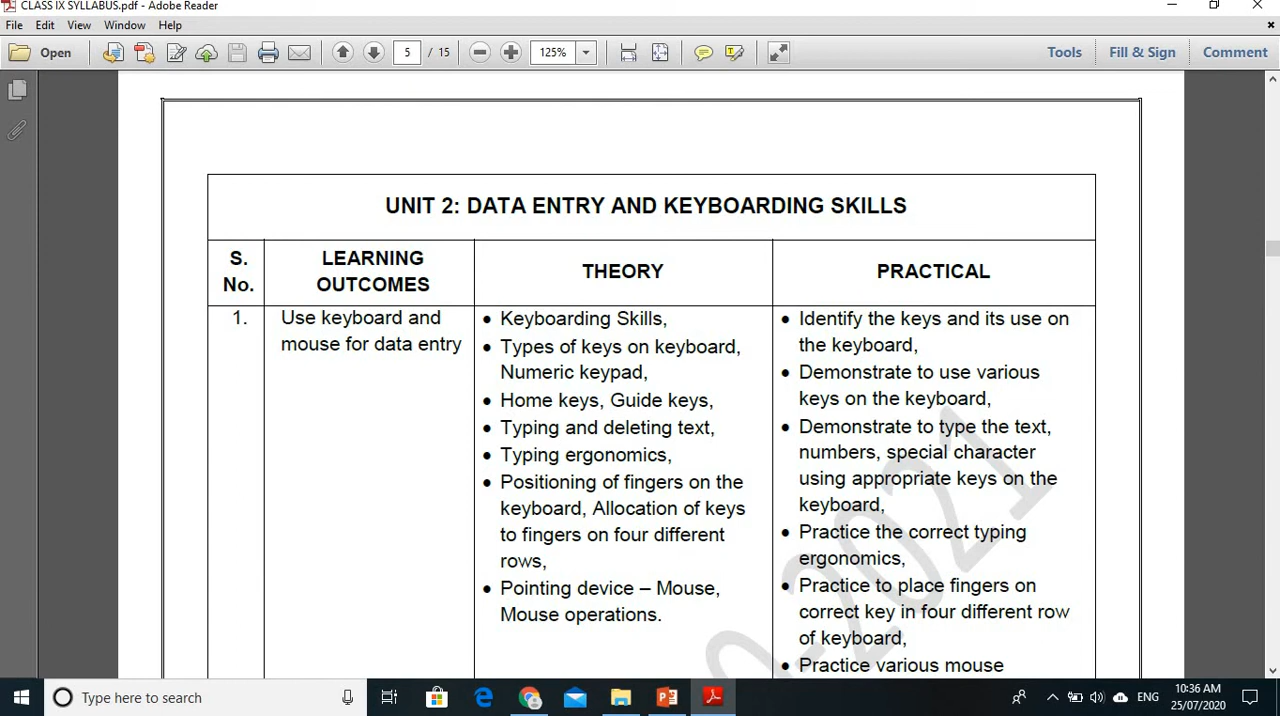 CLASS IX SYLLABUS.pdf - Adobe Reader
File Edit View Window Help
Open 5 / 15 125% Tools Fill & Sign Comment
UNIT 2: DATA ENTRY AND KEYBOARDING SKILLS
S. No.
LEARNING OUTCOMES
THEORY
PRACTICAL
1.
Use keyboard and
mouse for data entry
• Keyboarding Skills,
• Types of keys on keyboard,
Numeric keypad,
• Home keys, Guide keys,
• Typing and deleting text,
• Typing ergonomics,
• Positioning of fingers on the
keyboard, Allocation of keys
to fingers on four different
rows,
• Pointing device – Mouse,
Mouse operations.
• Identify the keys and its use on
the keyboard,
• Demonstrate to use various
keys on the keyboard,
• Demonstrate to type the text,
numbers, special character
using appropriate keys on the
keyboard,
• Practice the correct typing
ergonomics,
• Practice to place fingers on
correct key in four different row
of keyboard,
• Practice various mouse
0-2021
Type here to search
ENG
10:36 AM
25/07/2020